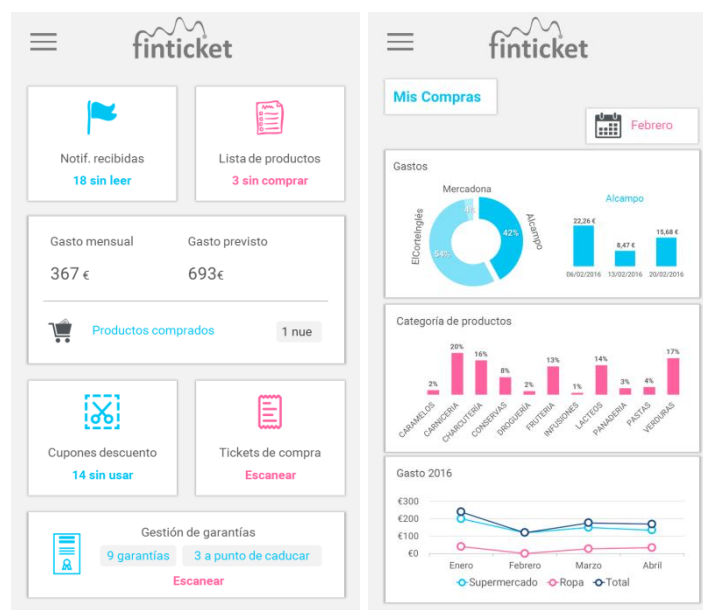 finticket
Notif. recibidas
18 sin leer
Lista de productos
3 sin comprar
Gasto mensual
Gasto previsto
367 €
693€
Productos comprados
1 nue
Cupones descuento
14 sin usar
Tickets de compra
Escanear
Gestión de garantías
9 garantías
3 a punto de caducar
Escanear
finticket
Mis Compras
Febrero
Gastos
Mercadona
ElCorteInglés
Alcampo
4%
42%
54%
Alcampo
22,26 €
8,47 €
15,68 €
06/02/2016 13/02/2016 20/02/2016
Categoría de productos
2%
20%
16%
8%
2%
13%
1%
14%
3%
4%
17%
CARAMELOS
CARNICERIA
CHARCUTERIA
CONSERVAS
DROGUERIA
FRUTERIA
INFUSIONES
LACTEOS
PANADERIA
PASTAS
VERDURAS
Gasto 2016
€300
€200
€100
€0
Enero Febrero Marzo Abril
Supermercado Ropa Total